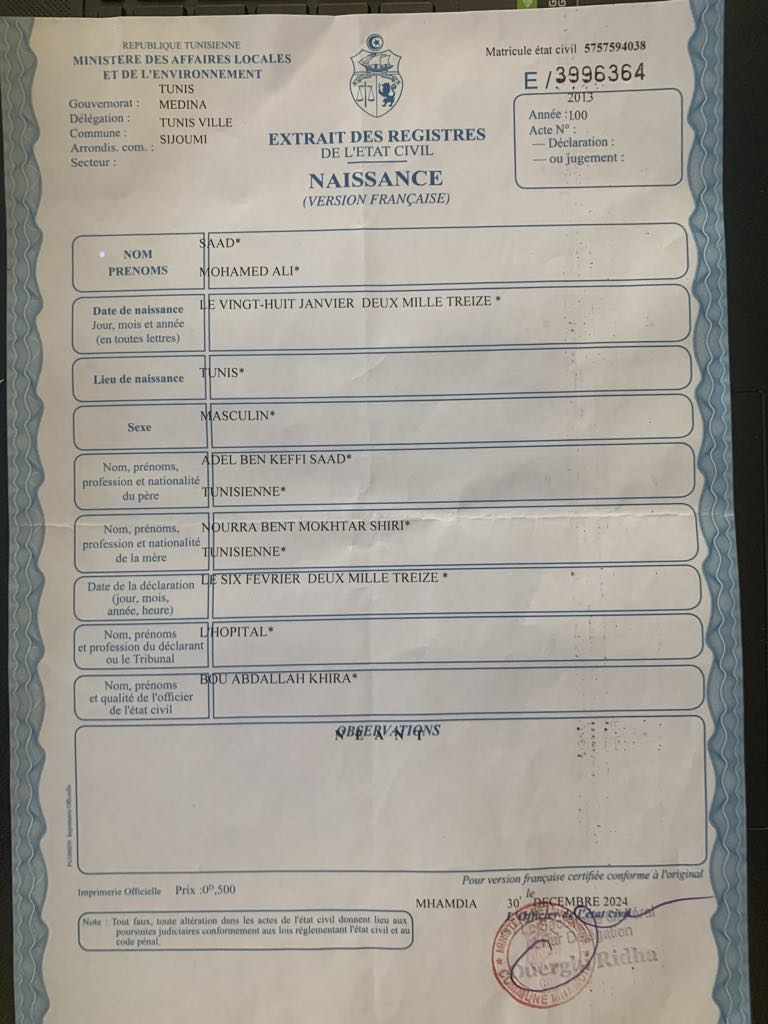 REPUBLIQUE TUNISIENNE
MINISTERE DES AFFAIRES LOCALES
ET DE L'ENVIRONNEMENT
TUNIS
Gouvernorat : MEDINA
Délégation : TUNIS VILLE
Commune :
Arrondis. com. : SIJOUMI
Secteur :
Matricule état civil 5757594038
E/3996364
2013
Année : 100
Acte N° :
— Déclaration :
— ou jugement :
EXTRAIT DES REGISTRES
DE L'ETAT CIVIL
NAISSANCE
(VERSION FRANÇAISE)
NOM
PRENOMS
SAAD*
MOHAMED ALI*
Date de naissance
Jour, mois et année
(en toutes lettres)
LE VINGT-HUIT JANVIER DEUX MILLE TREIZE *
Lieu de naissance
TUNIS*
Sexe
MASCULIN*
Nom, prénoms,
profession et nationalité
du père
ADEL BEN KEFFI SAAD*
TUNISIENNE*
Nom, prénoms,
profession et nationalité
de la mère
NOURRA BENT MOKHTAR SHIRI*
TUNISIENNE*
Date de la déclaration
(jour, mois,
année, heure)
LE SIX FEVRIER DEUX MILLE TREIZE *
Nom, prénoms
et profession du déclarant
ou le Tribunal
L'HOPITAL*
Nom, prénoms
et qualité de l'officier
de l'état civil
BOU ABDALLAH KHIRA*
OBSERVATIONS
N E A N T
Imprimerie Officielle Prix :0ᴰ,500
Pour version française certifiée conforme à l'original
MHAMDIA 30 le DECEMBRE 2024
L'Officier de l'état civil
Ouerghi Ridha
COMMUNE
Note : Tout faux, toute altération dans les actes de l'état civil donnent lieu aux
poursuites judiciaires conformement aux lois réglementant l'état civil et au
code pénal.